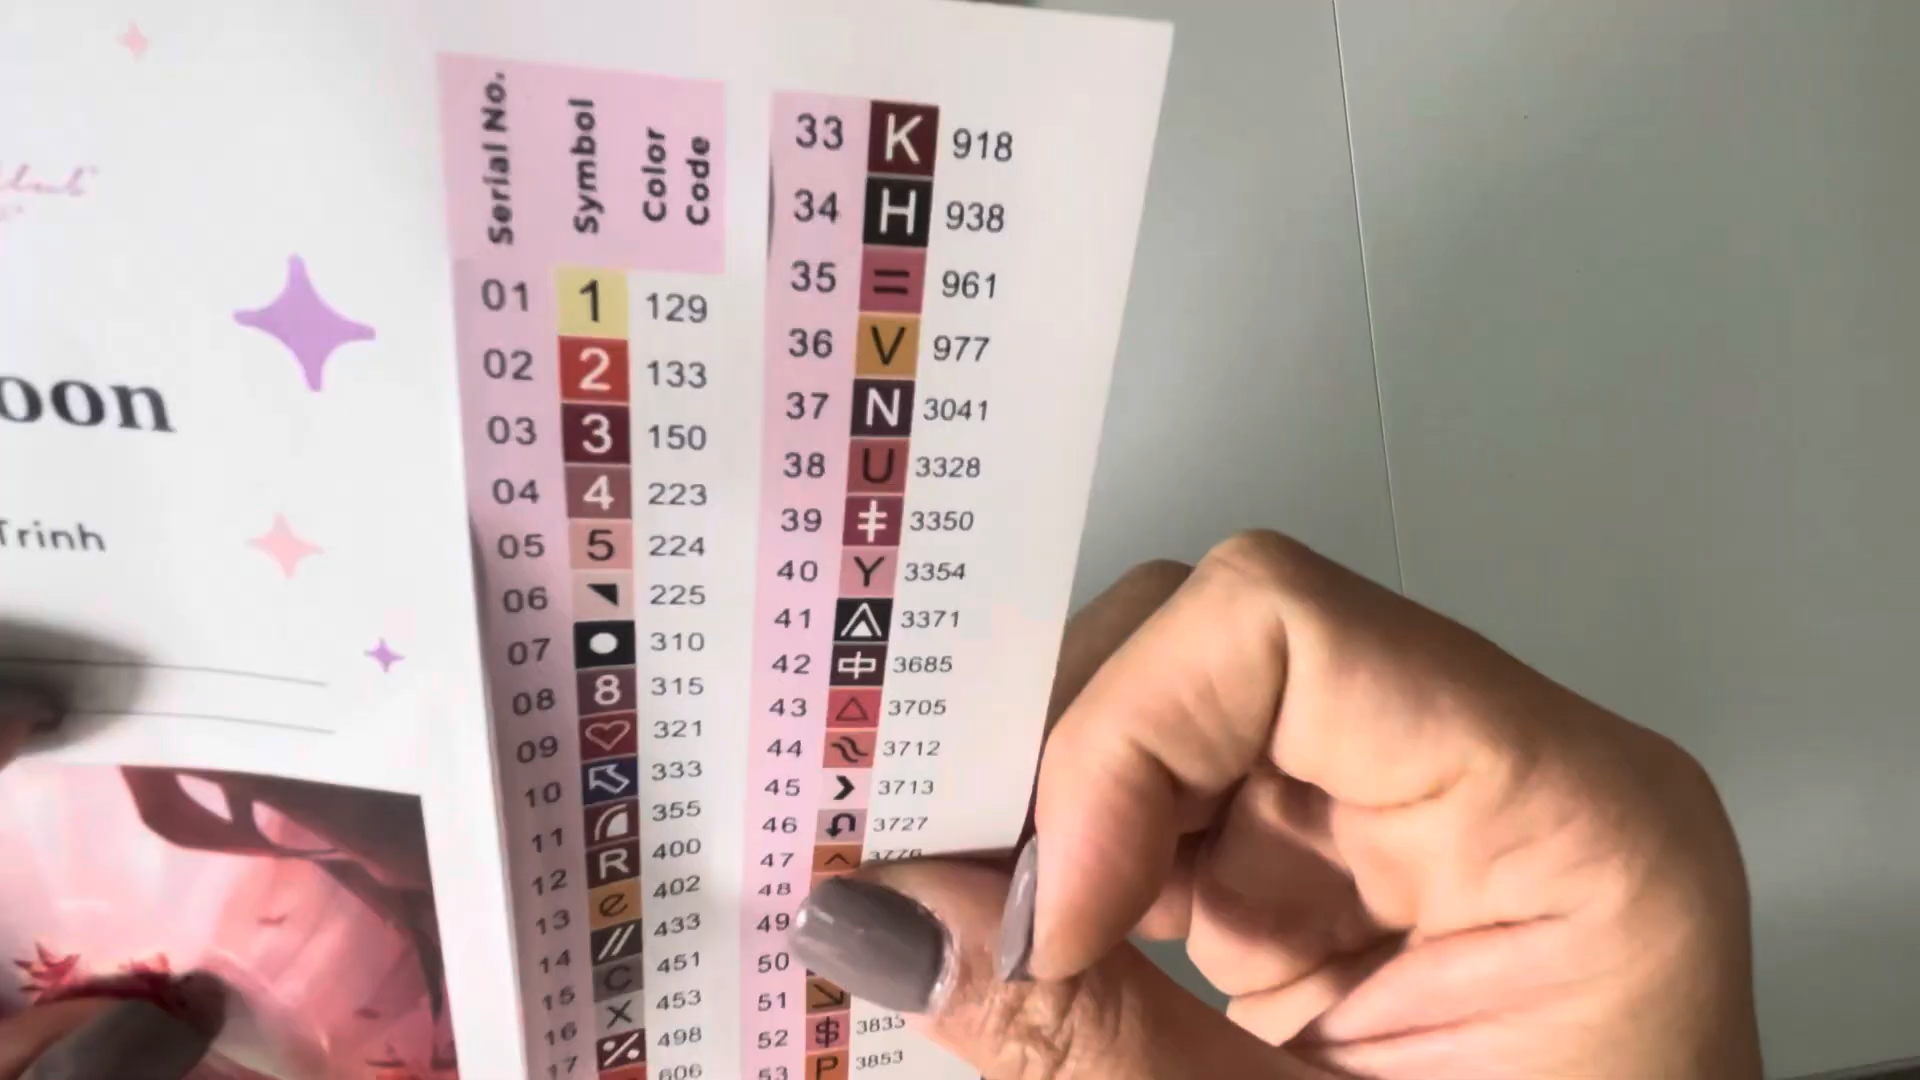 oon
Trinh
Serial No. Symbol Color Code
01 1 129
02 2 133
03 3 150
04 4 223
05 5 224
06 225
07 310
08 8 315
09 321
10 333
11 355
12 R 400
13 e 402
14 // 433
15 C 451
16 X 453
17 % 498
606
33 K 918
34 H 938
35 = 961
36 V 977
37 N 3041
38 U 3328
39 ǂ 3350
40 Y 3354
41 3371
42 3685
43 △ 3705
44 3712
45 3713
46 3727
47 ^ 3776
48
49
50
51 ↘
52 $ 3833
53 P 3853